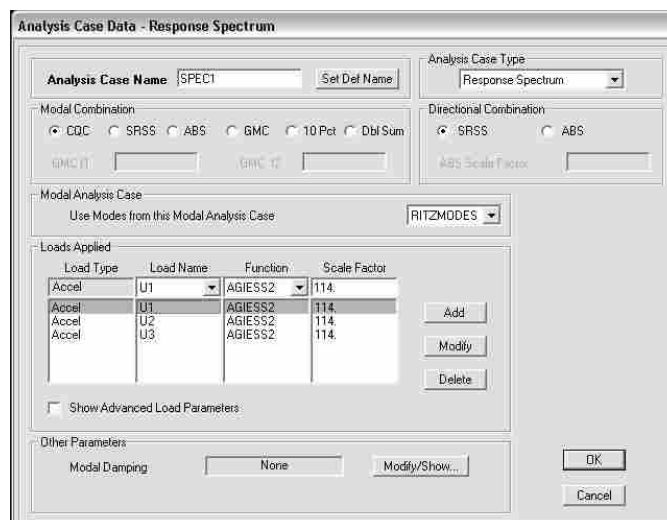 Analysis Case Data - Response Spectrum
Analysis Case Name SPEC1 Set Def Name
Analysis Case Type
Response Spectrum
Modal Combination
CQC SRSS ABS GMC 10 Pct Dbl Sum
GMC f1 GMC f2
Directional Combination
SRSS ABS
ABS Scale Factor
Modal Analysis Case
Use Modes from this Modal Analysis Case RITZMODES
Loads Applied
Load Type Load Name Function Scale Factor
Accel U1 AGIESS2 114.
Accel U1 AGIESS2 114.
Accel U2 AGIESS2 114.
Accel U3 AGIESS2 114.
Add
Modify
Delete
Show Advanced Load Parameters
Other Parameters
Modal Damping None Modify/Show...
OK
Cancel